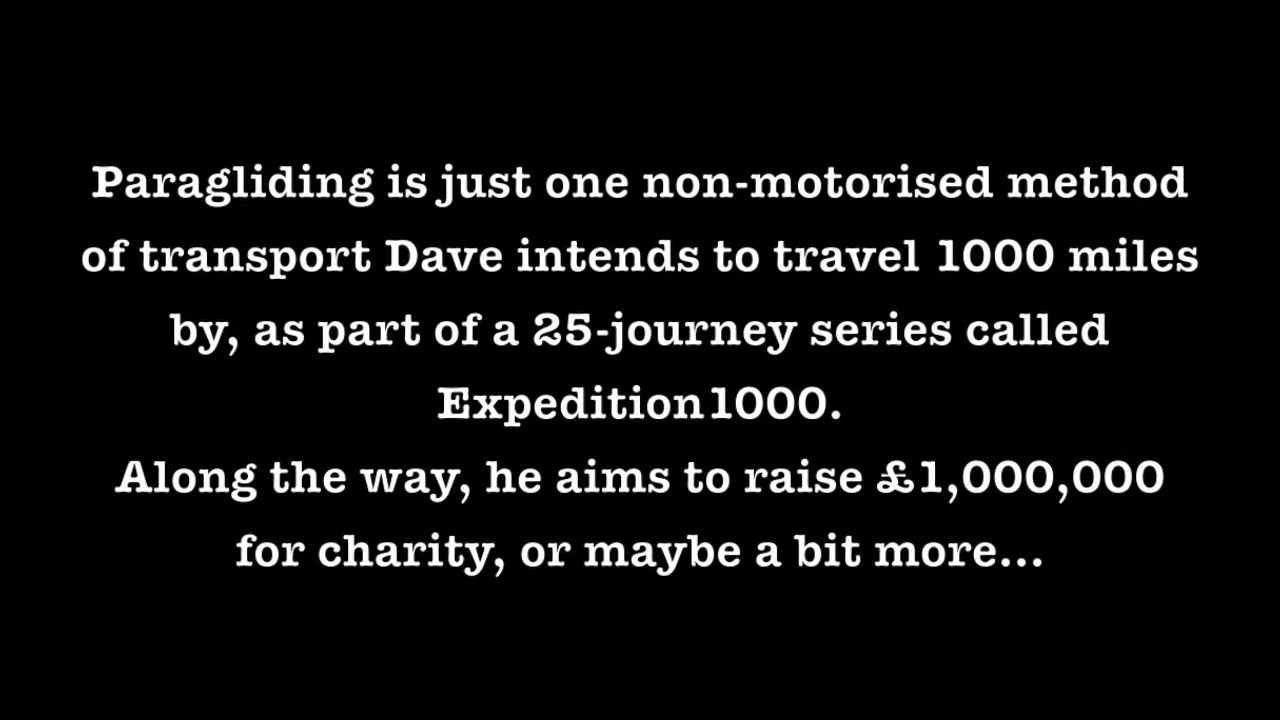 Paragliding is just one non-motorised method
of transport Dave intends to travel 1000 miles
by, as part of a 25-journey series called
Expedition1000.
Along the way, he aims to raise £1,000,000
for charity, or maybe a bit more...